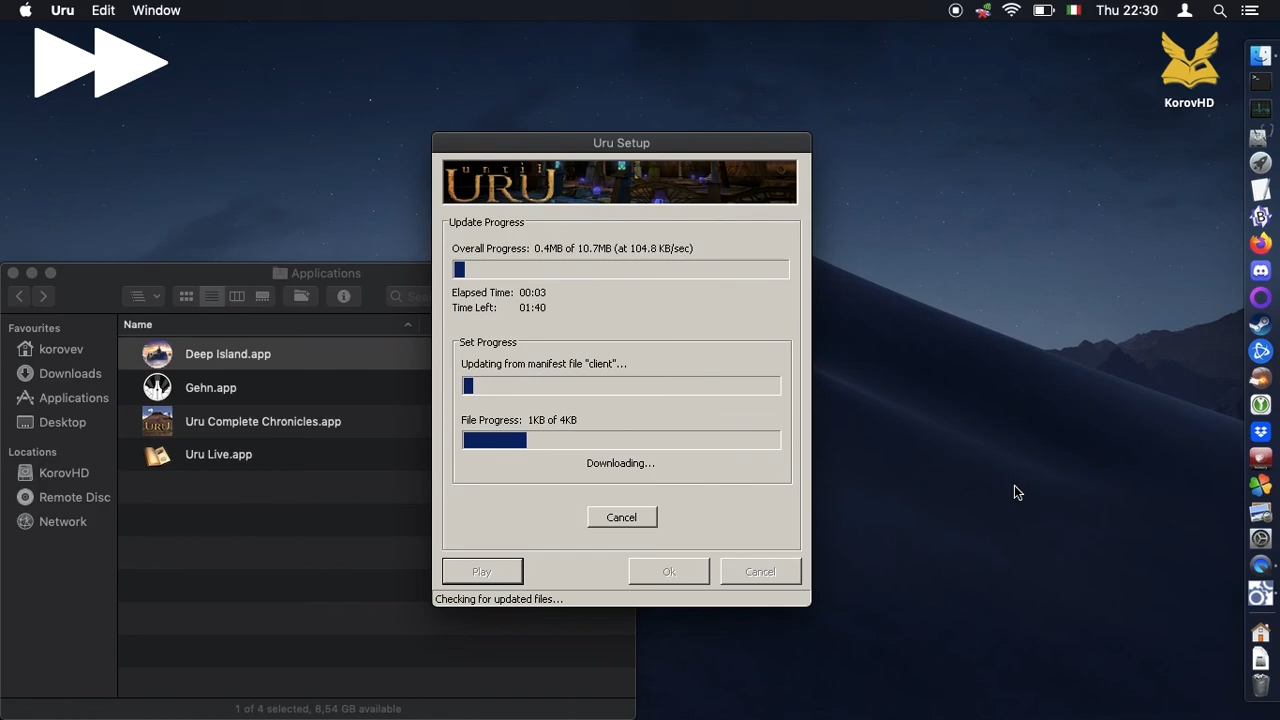 Uru Edit Window
Thu 22:30
KorovHD
Uru Setup
until
URU
Update Progress
Overall Progress: 0.4MB of 10.7MB (at 104.8 KB/sec)
Elapsed Time: 00:03
Time Left: 01:40
Set Progress
Updating from manifest file "client"...
File Progress: 1KB of 4KB
Downloading...
Cancel
Play Ok Cancel
Checking for updated files...
Applications
Favourites
korovev
Downloads
Applications
Desktop
Locations
KorovHD
Remote Disc
Network
Name
Deep Island.app
Gehn.app
Uru Complete Chronicles.app
Uru Live.app
1 of 4 selected, 8,54 GB available